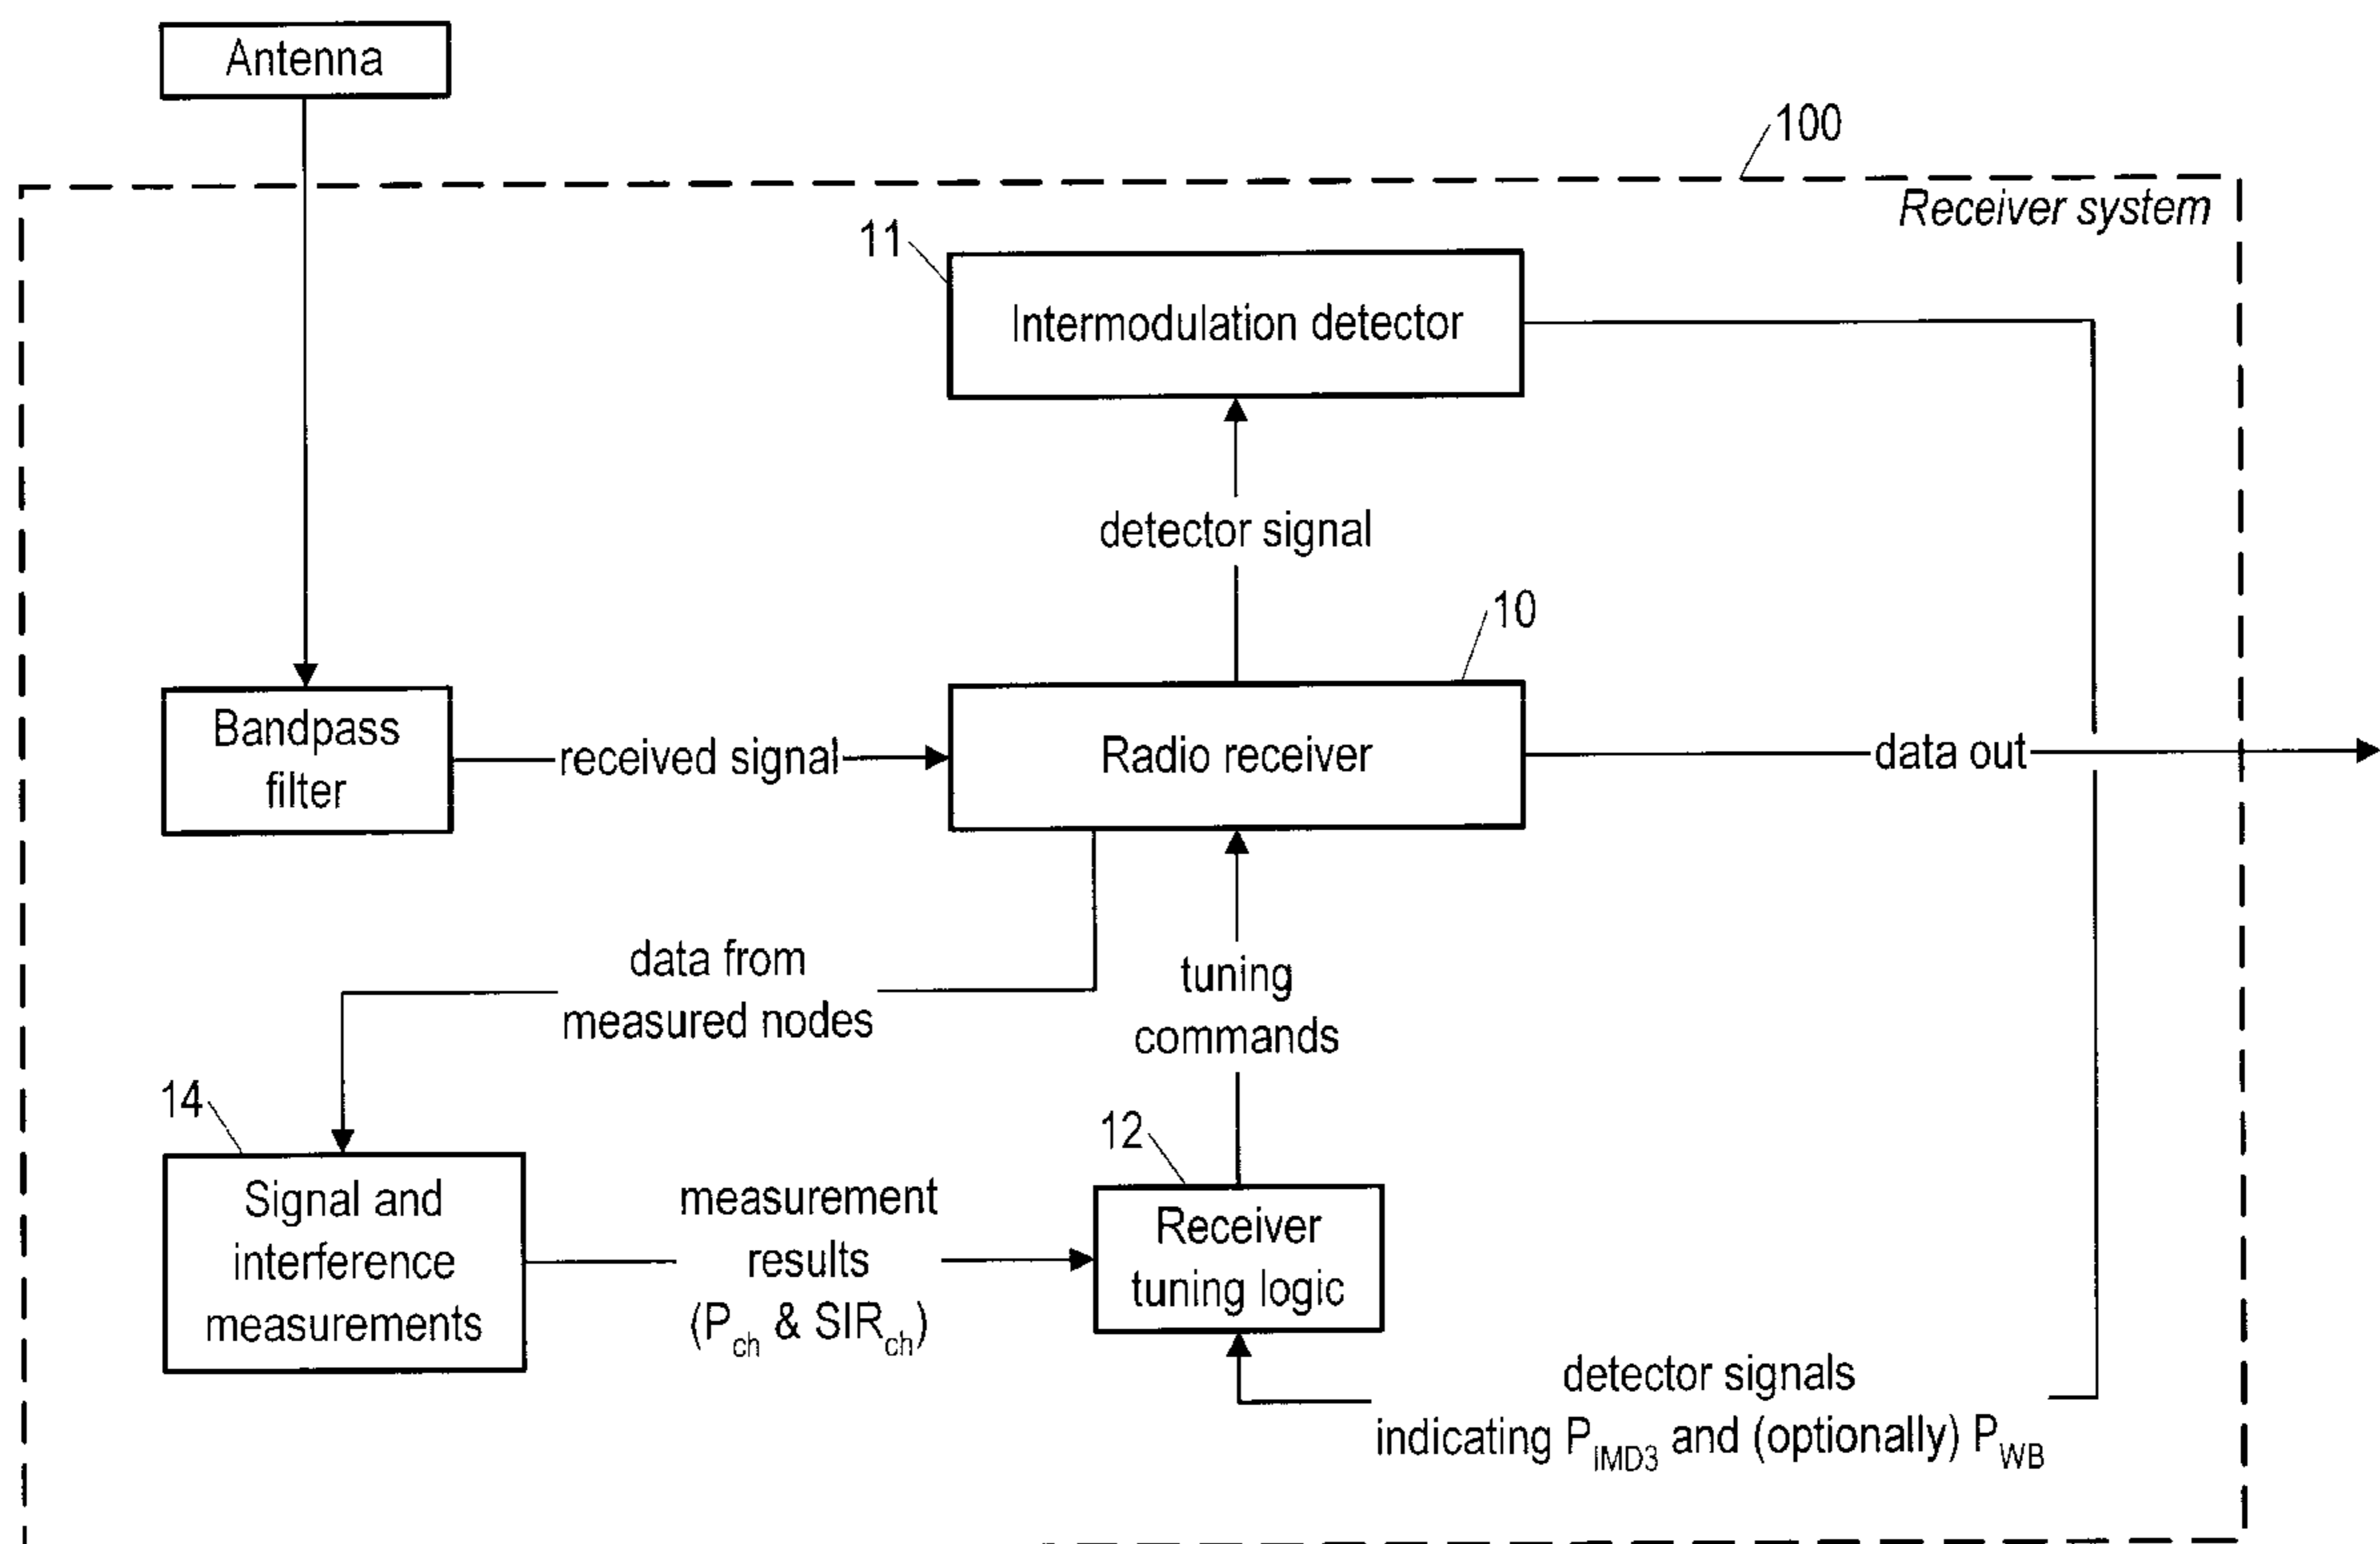 Antenna
100
Receiver system
11
Intermodulation detector
detector signal
10
Bandpass
filter
received signal
Radio receiver
data out
data from
measured nodes
tuning
commands
14
12
Signal and
interference
measurements
measurement
results
(Pch & SIRch)
Receiver
tuning logic
detector signals
indicating PIMD3 and (optionally) PWB